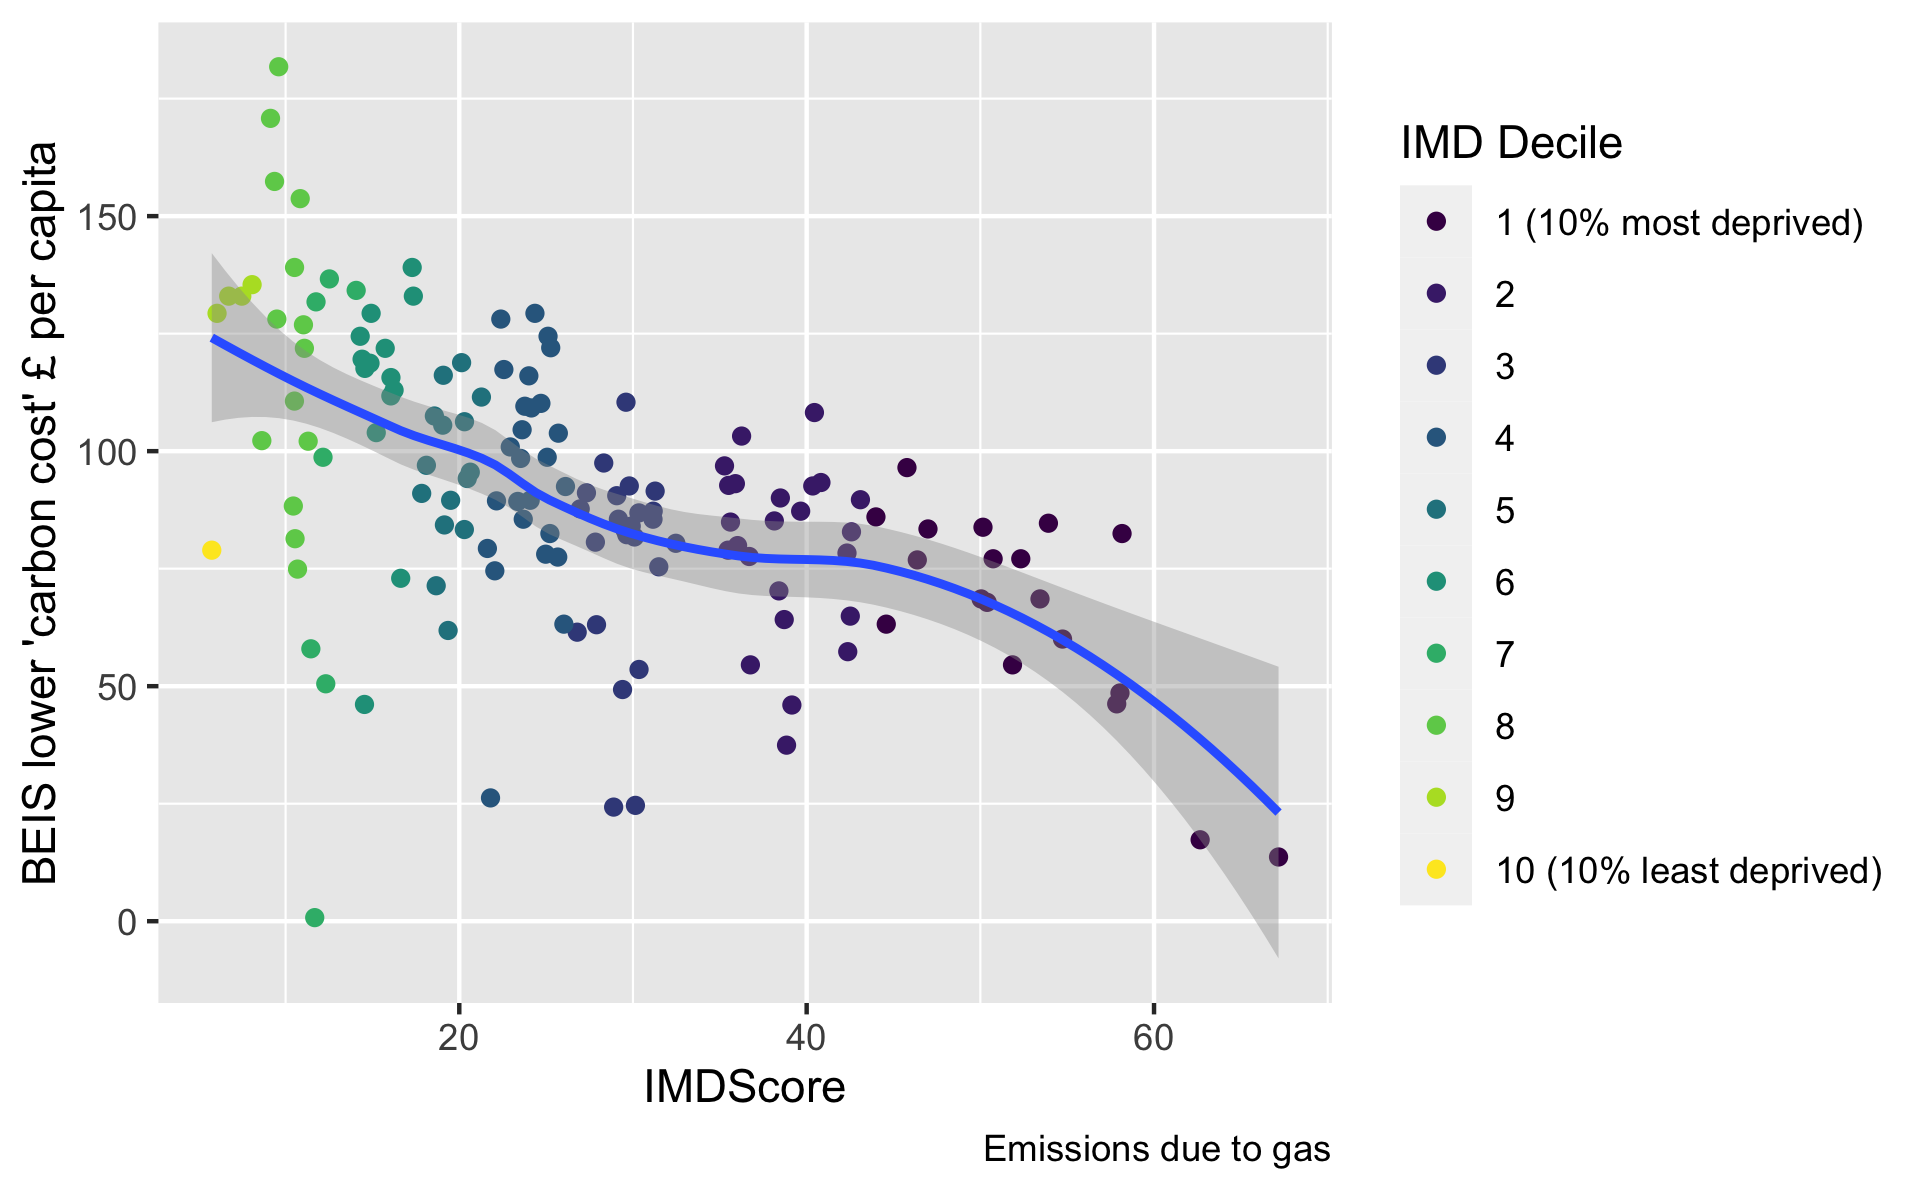 BEIS lower 'carbon cost' £ per capita
150
100
50
0
20 40 60
IMDScore
Emissions due to gas
IMD Decile
1 (10% most deprived)
2
3
4
5
6
7
8
9
10 (10% least deprived)